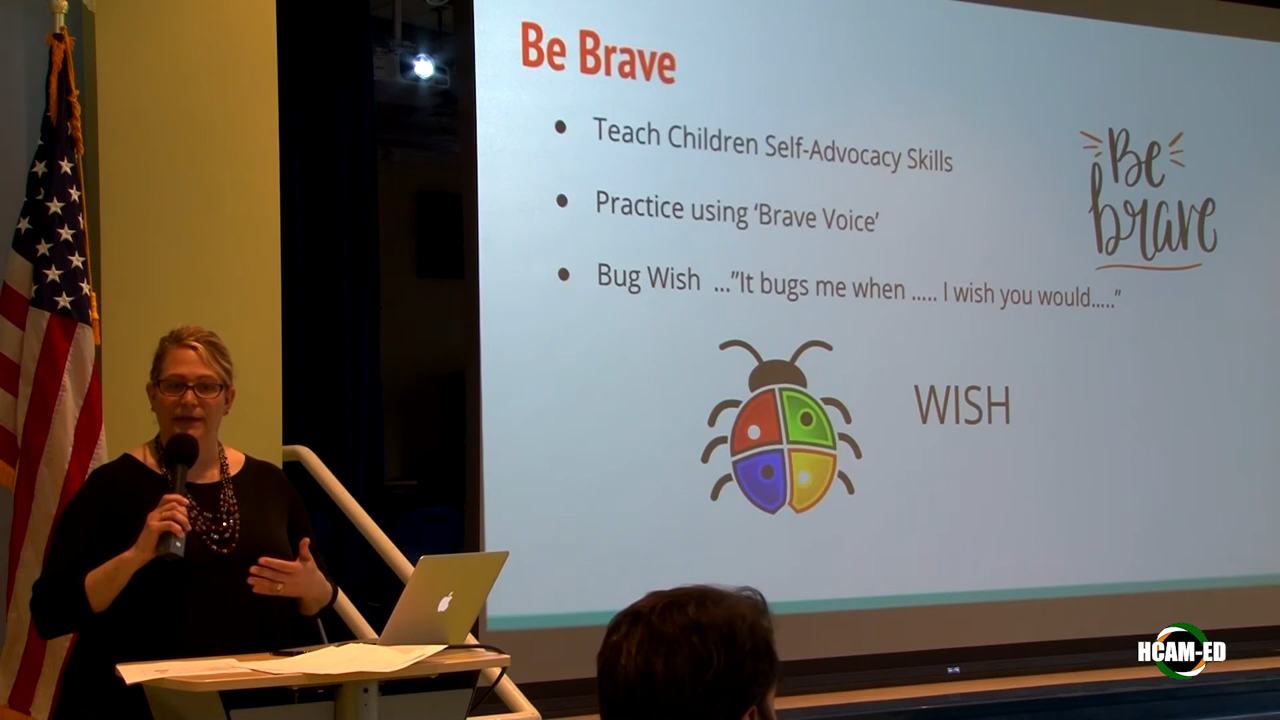 Be Brave
Teach Children Self-Advocacy Skills
Practice using ‘Brave Voice’
Bug Wish ...”It bugs me when ..... I wish you would.....”
WISH
Be
brave
HCAM-ED